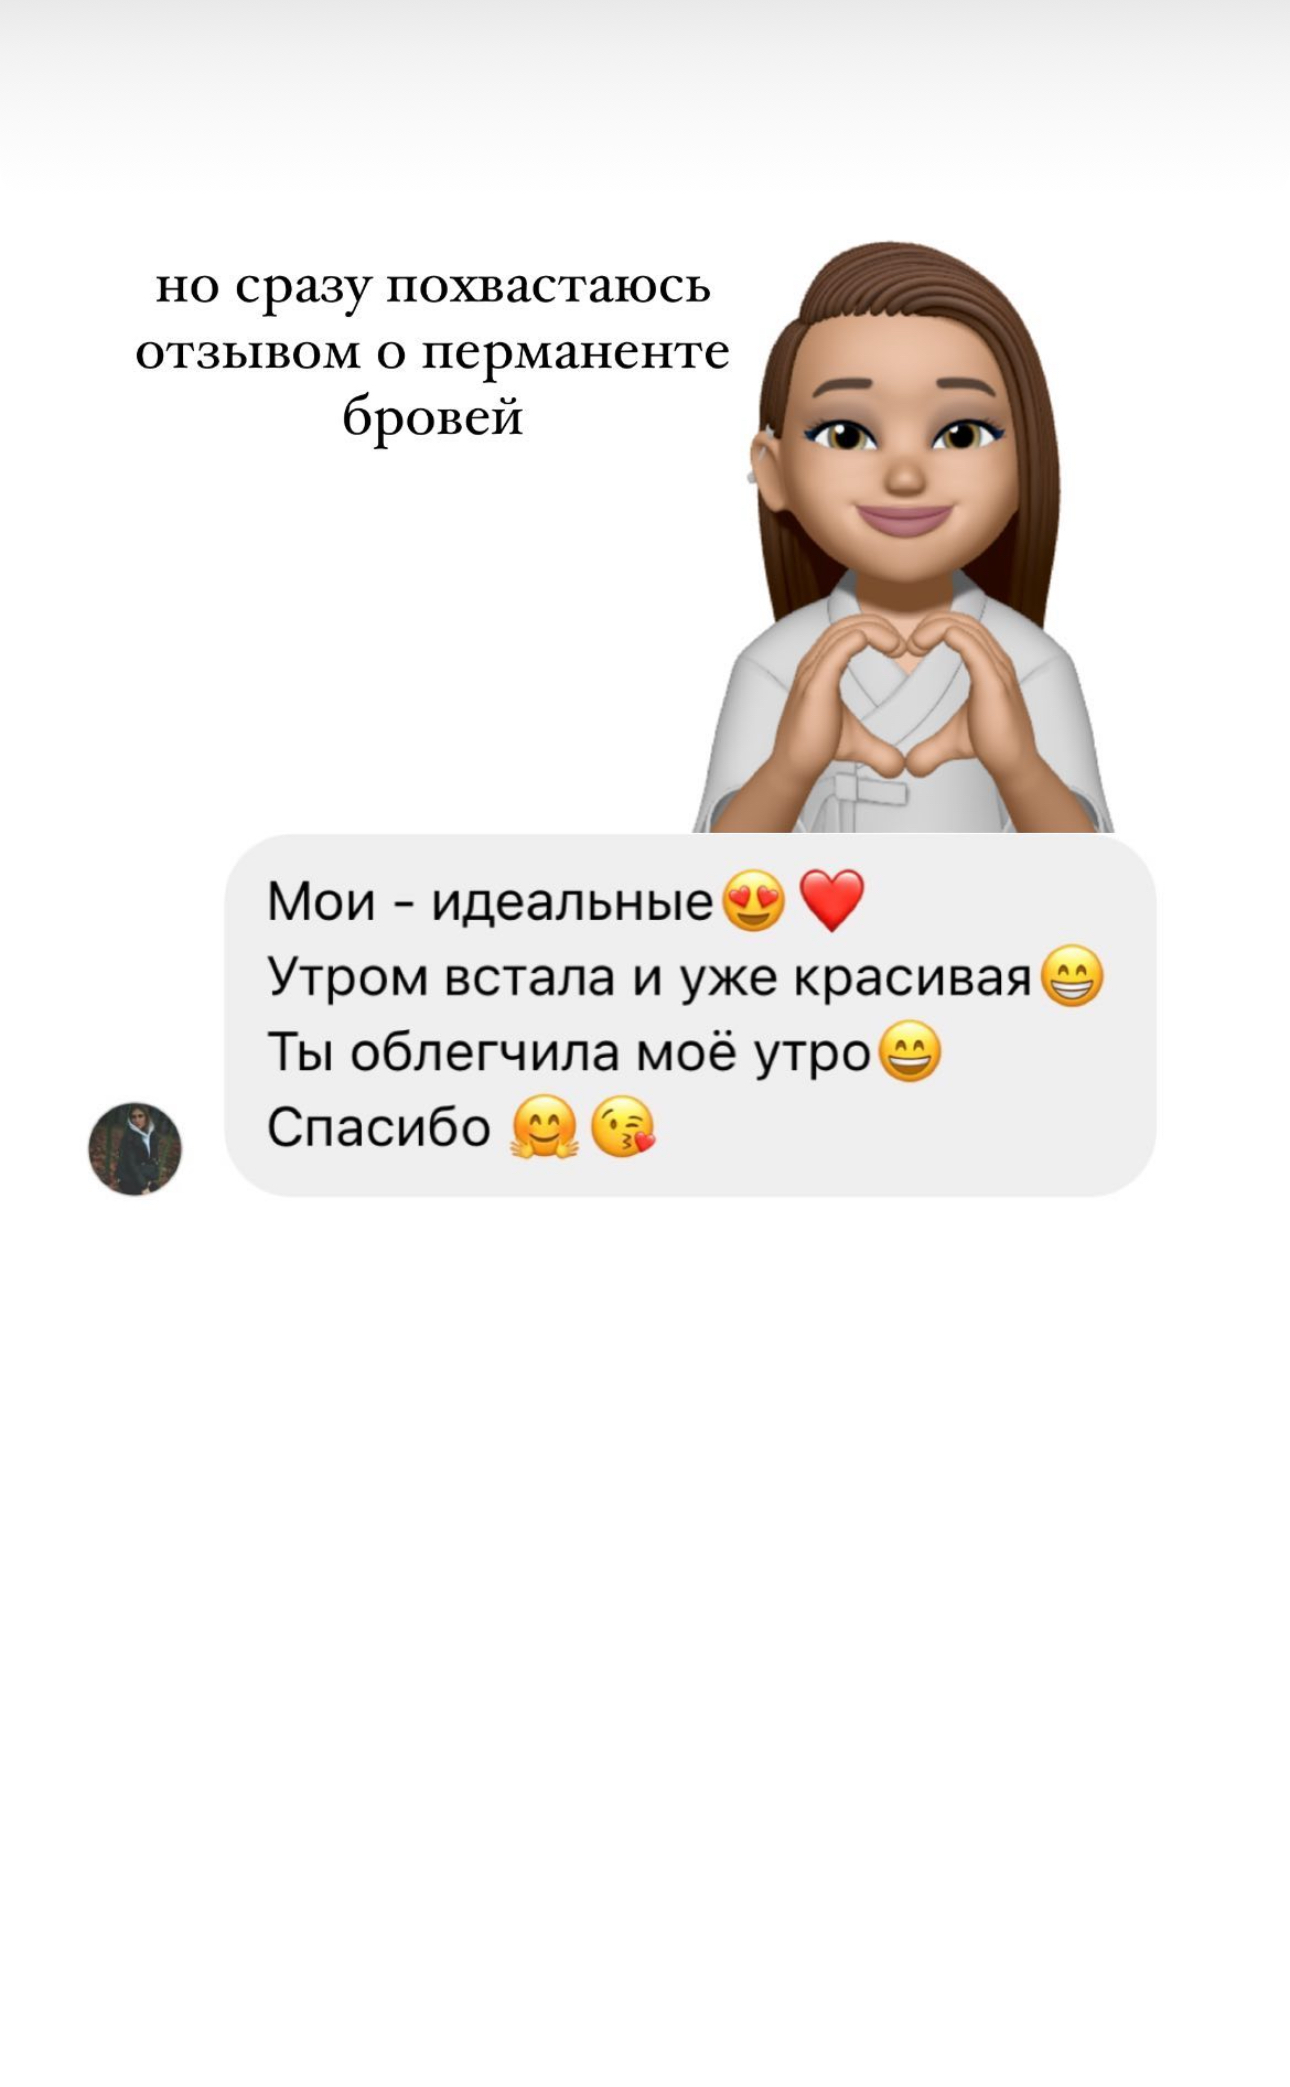 но сразу похвастаюсь
отзывом о перманенте
бровей
Мои - идеальные😍❤️
Утром встала и уже красивая😁
Ты облегчила моё утро😄
Спасибо 🤗😘